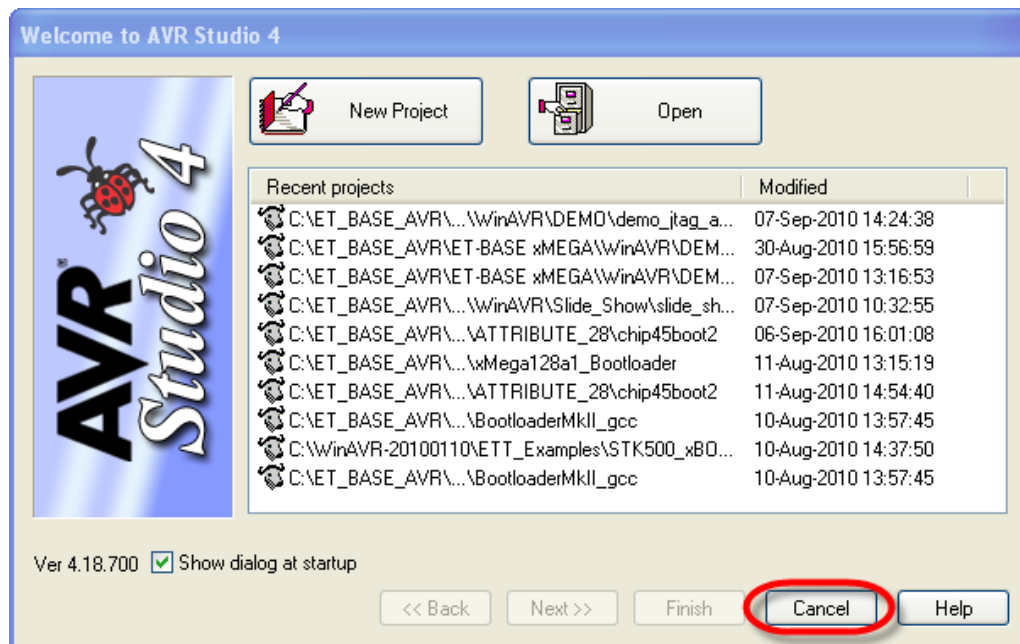 Welcome to AVR Studio 4
AVR®
Studio 4
New Project
Open
Recent projects Modified
C:\ET_BASE_AVR\...\WinAVR\DEMO\demo_jtag_a... 07-Sep-2010 14:24:38
C:\ET_BASE_AVR\ET-BASE xMEGA\WinAVR\DEM... 30-Aug-2010 15:56:59
C:\ET_BASE_AVR\ET-BASE xMEGA\WinAVR\DEM... 07-Sep-2010 13:16:53
C:\ET_BASE_AVR\...\WinAVR\Slide_Show\slide_sh... 07-Sep-2010 10:32:55
C:\ET_BASE_AVR\...\ATTRIBUTE_28\chip45boot2 06-Sep-2010 16:01:08
C:\ET_BASE_AVR\...\xMega128a1_Bootloader 11-Aug-2010 13:15:19
C:\ET_BASE_AVR\...\ATTRIBUTE_28\chip45boot2 11-Aug-2010 14:54:40
C:\ET_BASE_AVR\...\BootloaderMkII_gcc 10-Aug-2010 13:57:45
C:\WinAVR-20100110\ETT_Examples\STK500_xBO... 10-Aug-2010 14:37:50
C:\ET_BASE_AVR\...\BootloaderMkII_gcc 10-Aug-2010 13:57:45
Ver 4.18.700 Show dialog at startup
<< Back Next >> Finish Cancel Help